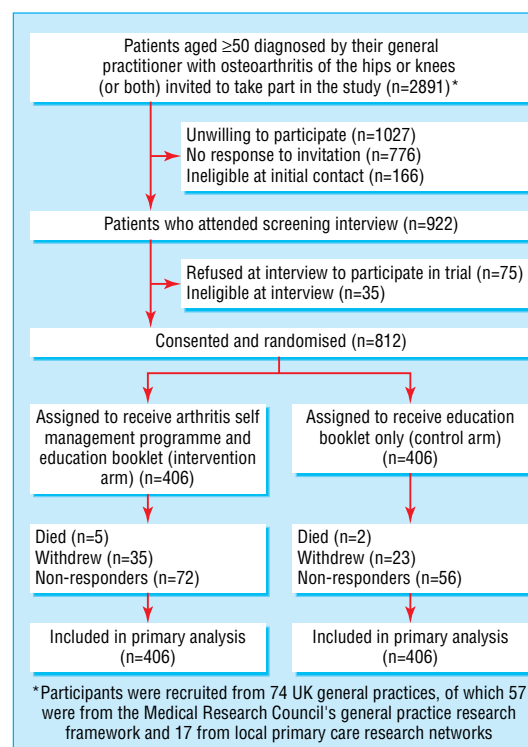 Patients aged ≥50 diagnosed by their general
practitioner with osteoarthritis of the hips or knees
(or both) invited to take part in the study (n=2891)*
Unwilling to participate (n=1027)
No response to invitation (n=776)
Ineligible at initial contact (n=166)
Patients who attended screening interview (n=922)
Refused at interview to participate in trial (n=75)
Ineligible at interview (n=35)
Consented and randomised (n=812)
Assigned to receive arthritis self
management programme and
education booklet (intervention
arm) (n=406)
Assigned to receive education
booklet only (control arm)
(n=406)
Died (n=5)
Withdrew (n=35)
Non-responders (n=72)
Died (n=2)
Withdrew (n=23)
Non-responders (n=56)
Included in primary analysis
(n=406)
Included in primary analysis
(n=406)
*Participants were recruited from 74 UK general practices, of which 57
were from the Medical Research Council's general practice research
framework and 17 from local primary care research networks